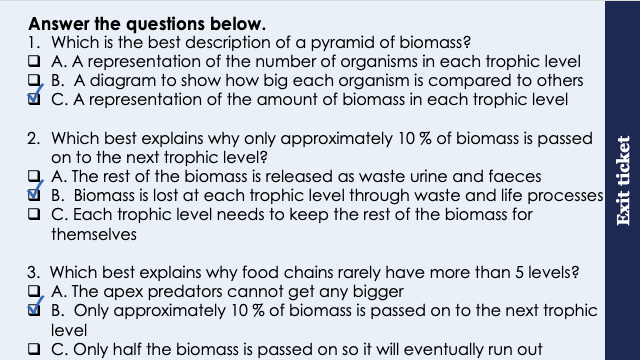 Answer the questions below.
1. Which is the best description of a pyramid of biomass?
A. A representation of the number of organisms in each trophic level
B. A diagram to show how big each organism is compared to others
C. A representation of the amount of biomass in each trophic level
2. Which best explains why only approximately 10 % of biomass is passed
on to the next trophic level?
A. The rest of the biomass is released as waste urine and faeces
B. Biomass is lost at each trophic level through waste and life processes
C. Each trophic level needs to keep the rest of the biomass for
themselves
3. Which best explains why food chains rarely have more than 5 levels?
A. The apex predators cannot get any bigger
B. Only approximately 10 % of biomass is passed on to the next trophic
level
C. Only half the biomass is passed on so it will eventually run out
Exit ticket